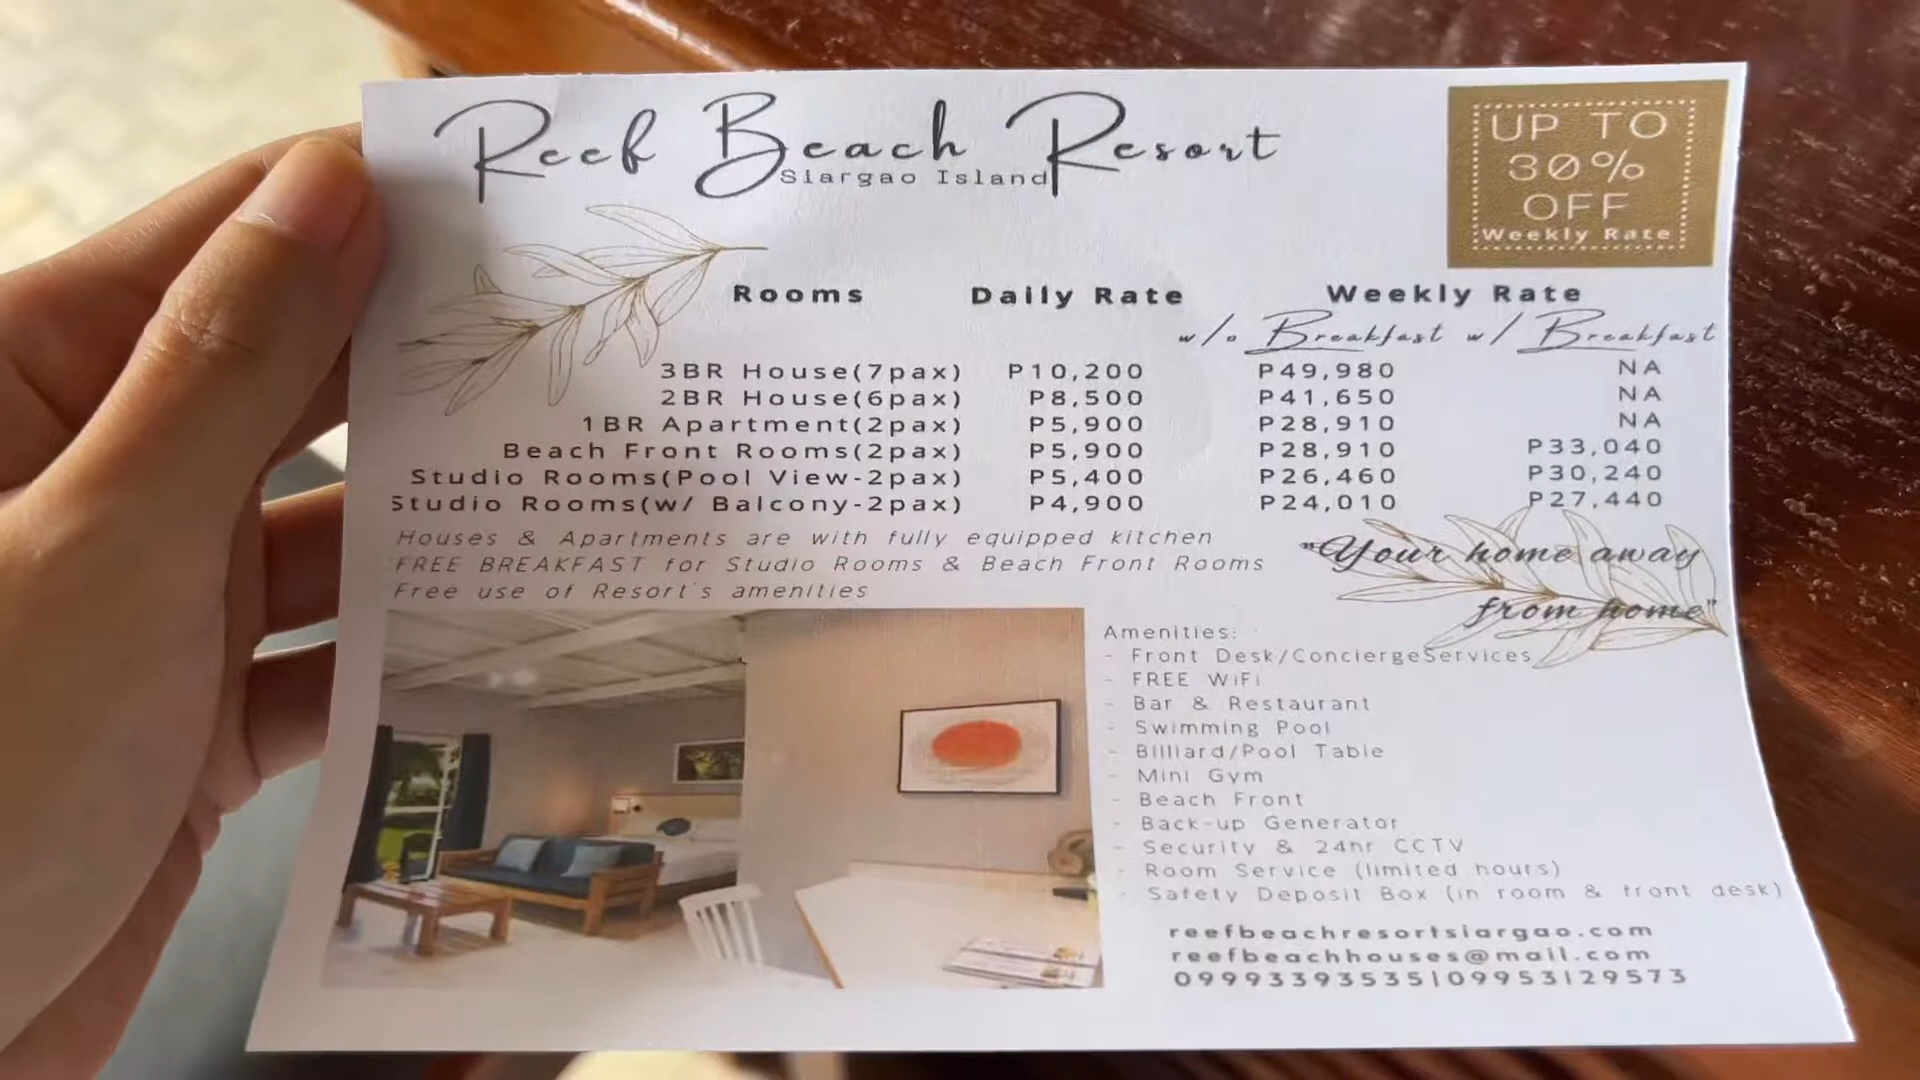 Reef Beach Resort
Siargao Island
UP TO
30%
OFF
Weekly Rate
Rooms Daily Rate Weekly Rate
w/o Breakfast w/ Breakfast
3BR House(7pax) P10,200 P49,980 NA
2BR House(6pax) P8,500 P41,650 NA
1BR Apartment(2pax) P5,900 P28,910 NA
Beach Front Rooms(2pax) P5,900 P28,910 P33,040
Studio Rooms(Pool View-2pax) P5,400 P26,460 P30,240
Studio Rooms(w/ Balcony-2pax) P4,900 P24,010 P27,440
Houses & Apartments are with fully equipped kitchen
FREE BREAKFAST for Studio Rooms & Beach Front Rooms
Free use of Resort's amenities
"Your home away
from home"
Amenities:
- Front Desk/ConciergeServices
- FREE WiFi
- Bar & Restaurant
- Swimming Pool
- Billiard/Pool Table
- Mini Gym
- Beach Front
- Back-up Generator
- Security & 24hr CCTV
- Room Service (limited hours)
- Safety Deposit Box (in room & front desk)
reefbeachresortsiargao.com
reefbeachhouses@mail.com
09993393535|09953129573